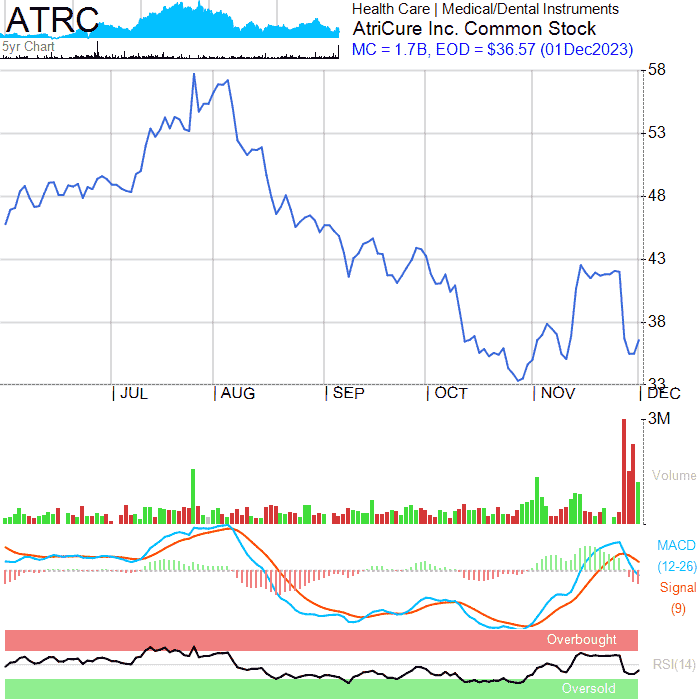 ATRC
Health Care | Medical/Dental Instruments
AtriCure Inc. Common Stock
5yr Chart
MC = 1.7B, EOD = $36.57 (01Dec2023)
58
53
48
43
38
33
JUL
AUG
SEP
OCT
NOV
DEC
3M
Volume
MACD
(12-26)
Signal
(9)
Overbought
RSI(14)
Oversold